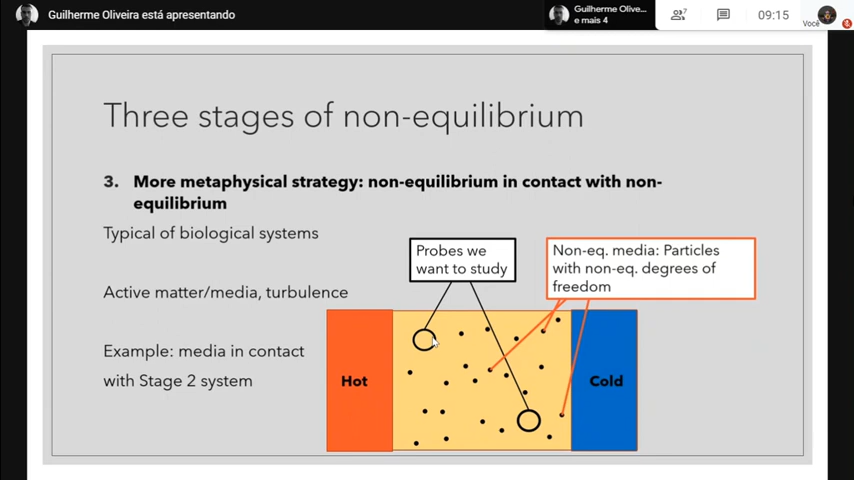 Guilherme Oliveira está apresentando
Guilherme Olive...
e mais 4
7
09:15
Você
Three stages of non-equilibrium
3. More metaphysical strategy: non-equilibrium in contact with non-
equilibrium
Typical of biological systems
Active matter/media, turbulence
Example: media in contact
with Stage 2 system
Probes we
want to study
Non-eq. media: Particles
with non-eq. degrees of
freedom
Hot
Cold